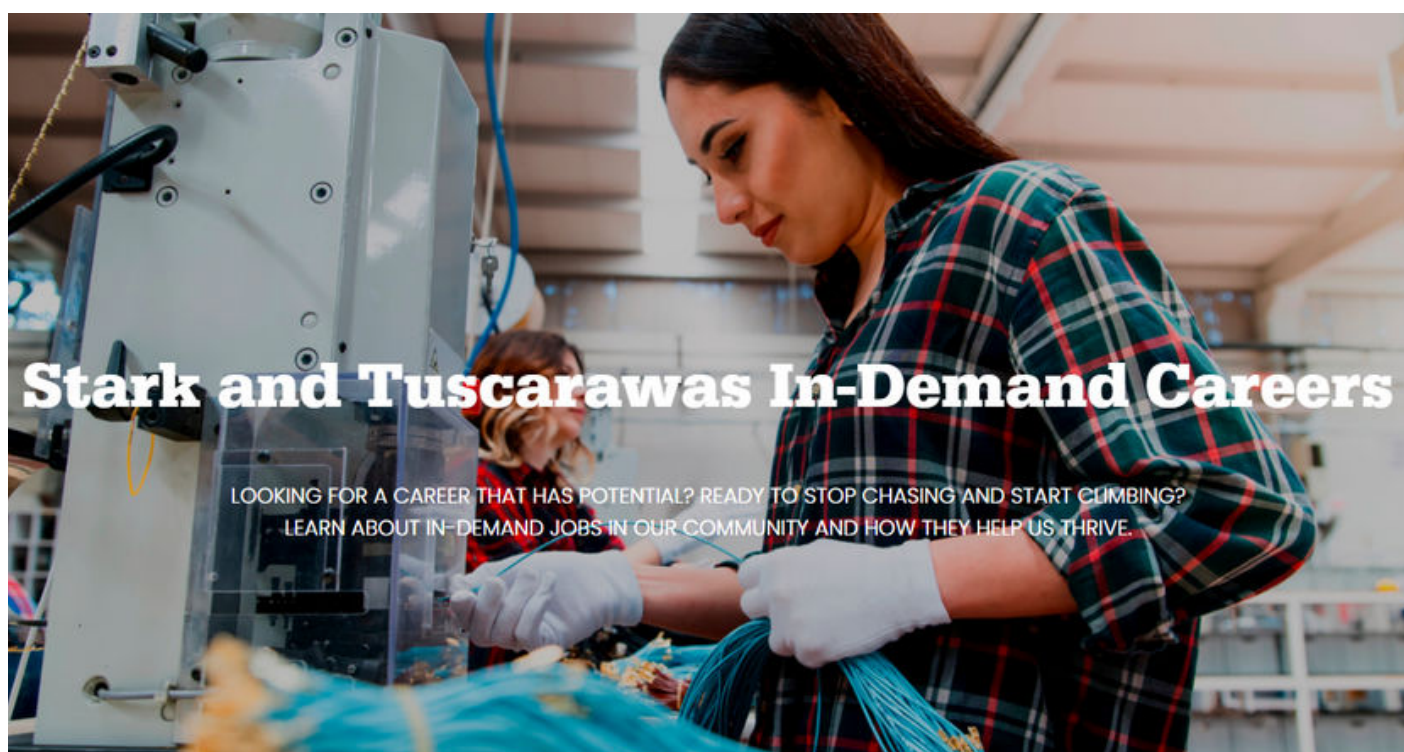 Stark and Tuscarawas In-Demand Careers
LOOKING FOR A CAREER THAT HAS POTENTIAL? READY TO STOP CHASING AND START CLIMBING?
LEARN ABOUT IN-DEMAND JOBS IN OUR COMMUNITY AND HOW THEY HELP US THRIVE.